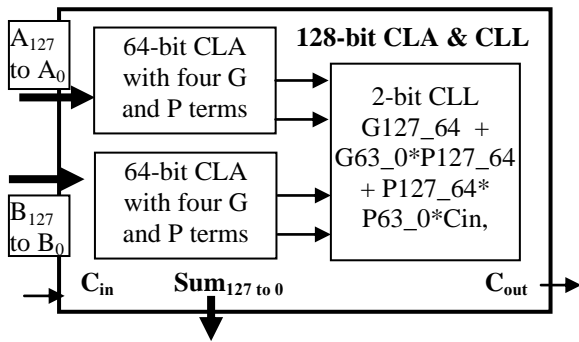 A127
to A0
64-bit CLA
with four G
and P terms
128-bit CLA & CLL
2-bit CLL
G127_64 +
G63_0*P127_64
+ P127_64*
P63_0*Cin,
64-bit CLA
with four G
and P terms
B127
to B0
Cin
Sum127 to 0
Cout